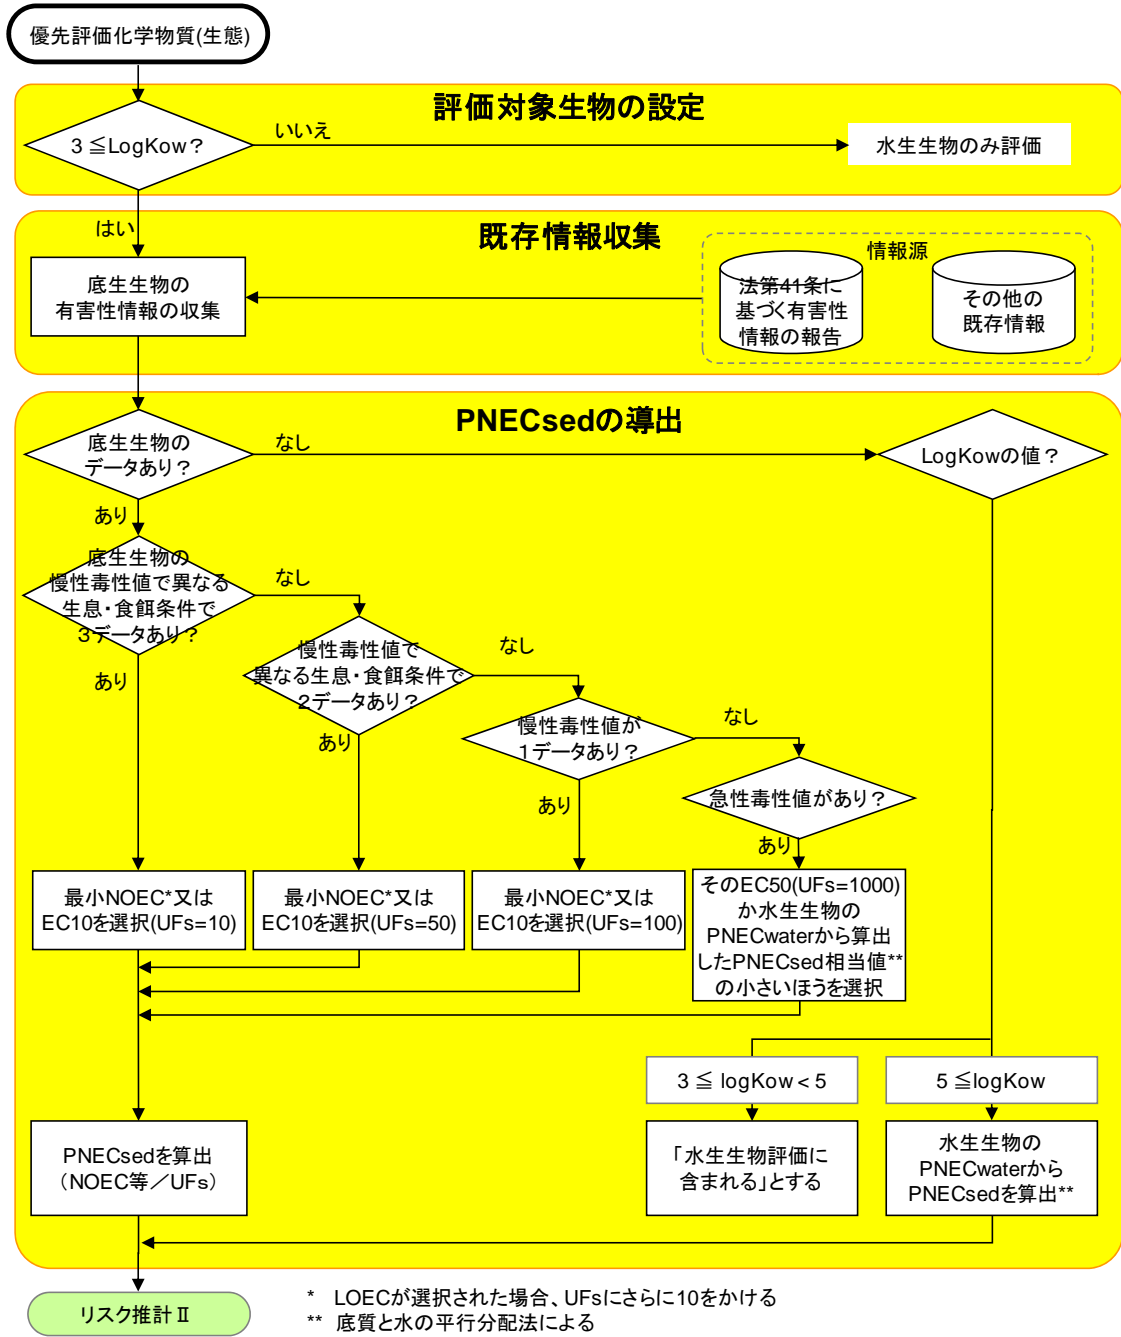 優先評価化学物質(生態)
評価対象生物の設定
3 ≦LogKow？
いいえ
水生生物のみ評価
はい
既存情報収集
底生生物の
有害性情報の収集
情報源
法第41条に
基づく有害性
情報の報告
その他の
既存情報
PNECsedの導出
底生生物の
データあり？
なし
LogKowの値？
あり
底生生物の
慢性毒性値で異なる
生息・食餌条件で
３データあり？
なし
あり
慢性毒性値で
異なる生息・食餌条件で
２データあり？
なし
あり
慢性毒性値が
１データあり？
なし
あり
急性毒性値があり？
あり
最小NOEC*又は
EC10を選択(UFs=10)
最小NOEC*又は
EC10を選択(UFs=50)
最小NOEC*又は
EC10を選択(UFs=100)
そのEC50(UFs=1000)
か水生生物の
PNECwaterから算出
したPNECsed相当値**
の小さいほうを選択
3 ≦ logKow < 5
5 ≦logKow
PNECsedを算出
（NOEC等／UFs）
「水生生物評価に
含まれる」とする
水生生物の
PNECwaterから
PNECsedを算出**
リスク推計Ⅱ
* LOECが選択された場合、UFsにさらに10をかける
** 底質と水の平行分配法による